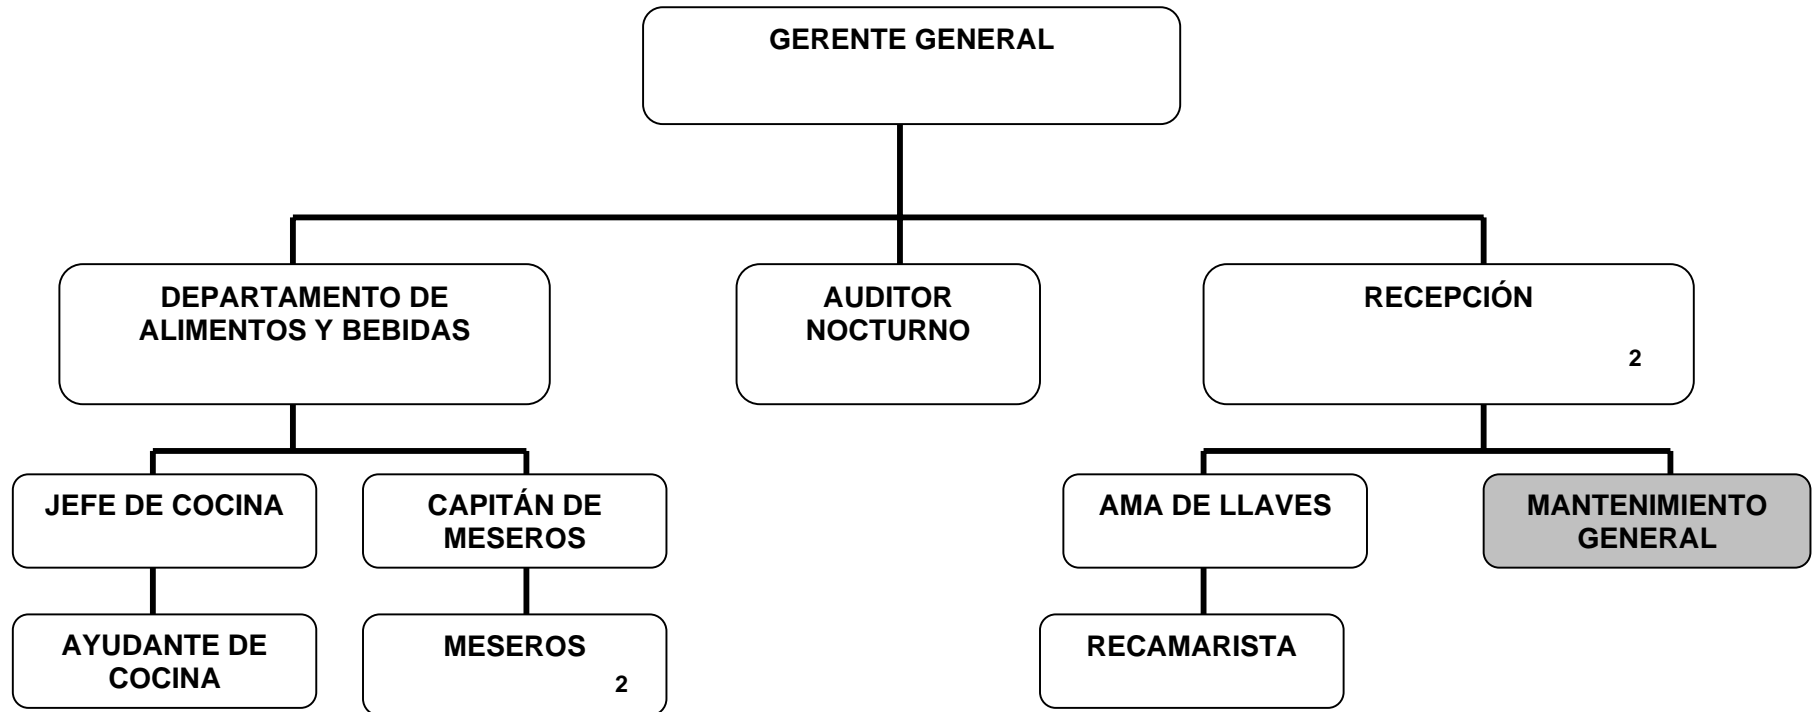 GERENTE GENERAL
DEPARTAMENTO DE
ALIMENTOS Y BEBIDAS
AUDITOR
NOCTURNO
RECEPCIÓN
2
JEFE DE COCINA
CAPITÁN DE
MESEROS
AMA DE LLAVES
MANTENIMIENTO
GENERAL
AYUDANTE DE
COCINA
MESEROS
2
RECAMARISTA